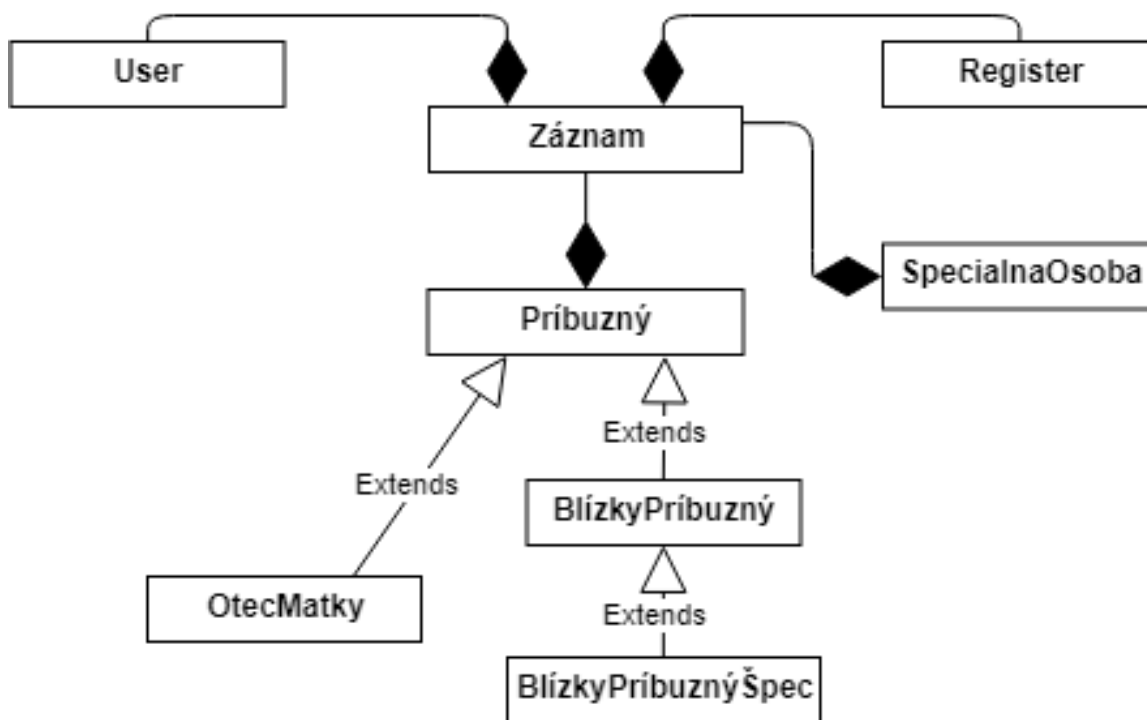 User
Register
Záznam
SpecialnaOsoba
Príbuzný
Extends
Extends
BlízkyPríbuzný
OtecMatky
Extends
BlízkyPríbuznýŠpec